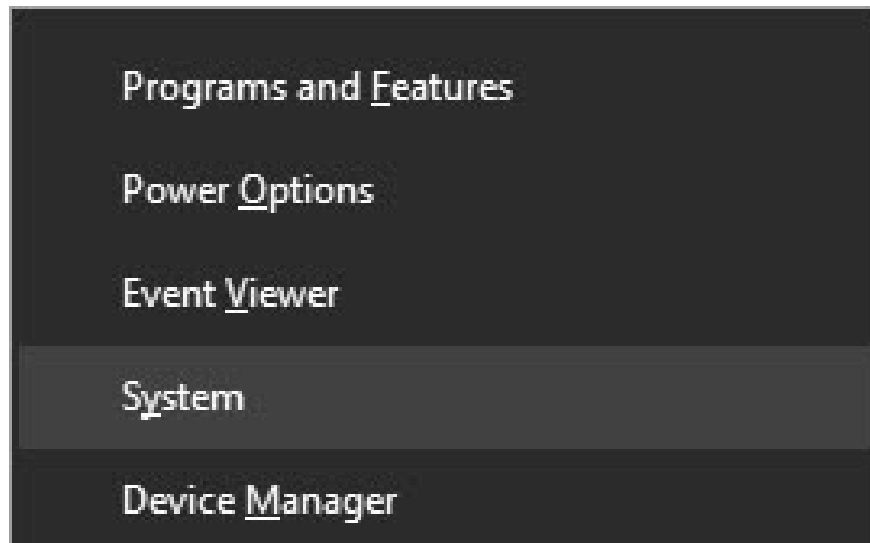 Programs and Features
Power Options
Event Viewer
System
Device Manager